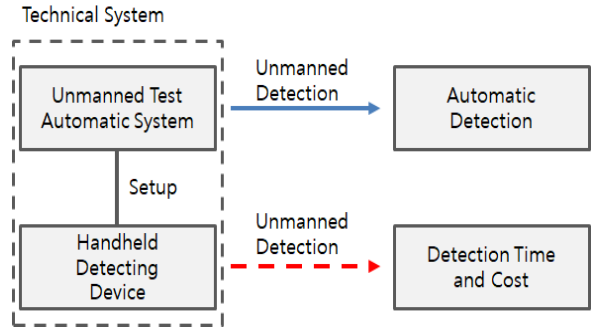 Technical System
Unmanned Test
Automatic System
Unmanned
Detection
Automatic
Detection
Setup
Handheld
Detecting
Device
Unmanned
Detection
Detection Time
and Cost